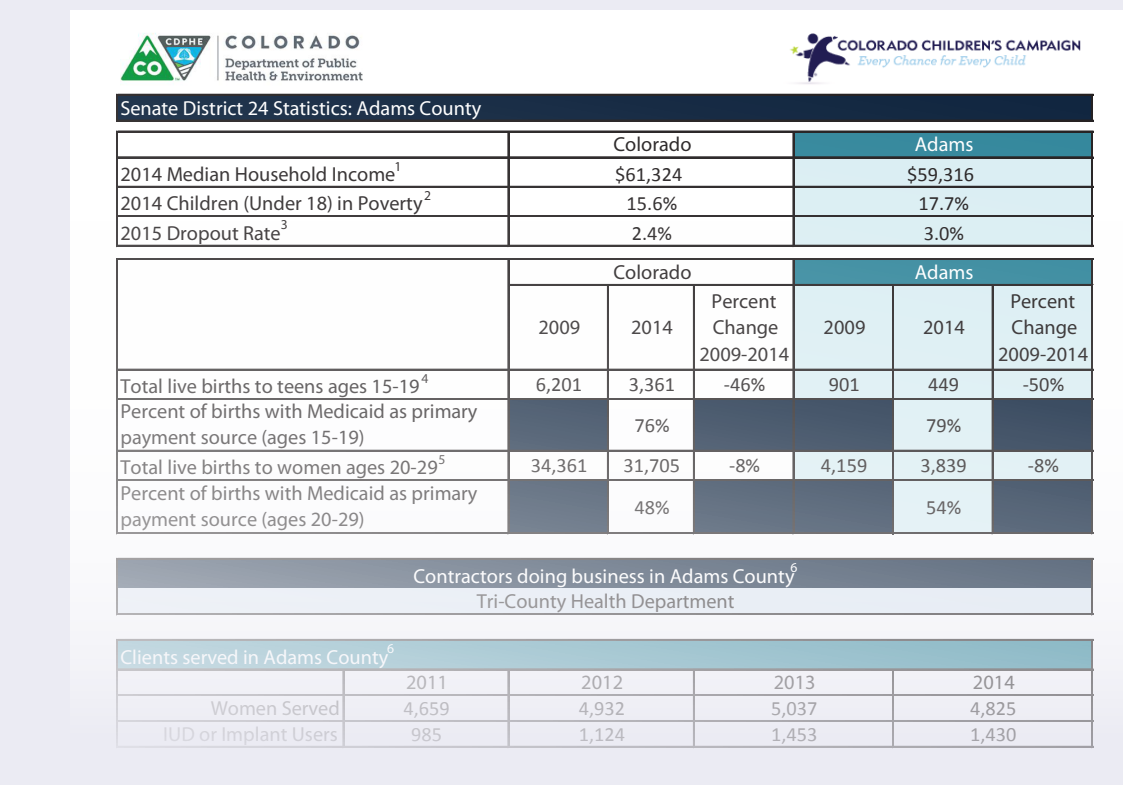 CDPHE
CO
COLORADO
Department of Public
Health & Environment
COLORADO CHILDREN'S CAMPAIGN
Every Chance for Every Child
Senate District 24 Statistics: Adams County
Colorado Adams
2014 Median Household Income1 $61,324 $59,316
2014 Children (Under 18) in Poverty2 15.6% 17.7%
2015 Dropout Rate3 2.4% 3.0%
Colorado Adams
2009 2014 Percent Change 2009-2014 2009 2014 Percent Change 2009-2014
Total live births to teens ages 15-194 6,201 3,361 -46% 901 449 -50%
Percent of births with Medicaid as primary
payment source (ages 15-19) 76% 79%
Total live births to women ages 20-295 34,361 31,705 -8% 4,159 3,839 -8%
Percent of births with Medicaid as primary
payment source (ages 20-29) 48% 54%
Contractors doing business in Adams County6
Tri-County Health Department
Clients served in Adams County6
2011 2012 2013 2014
Women Served 4,659 4,932 5,037 4,825
IUD or Implant Users 985 1,124 1,453 1,430